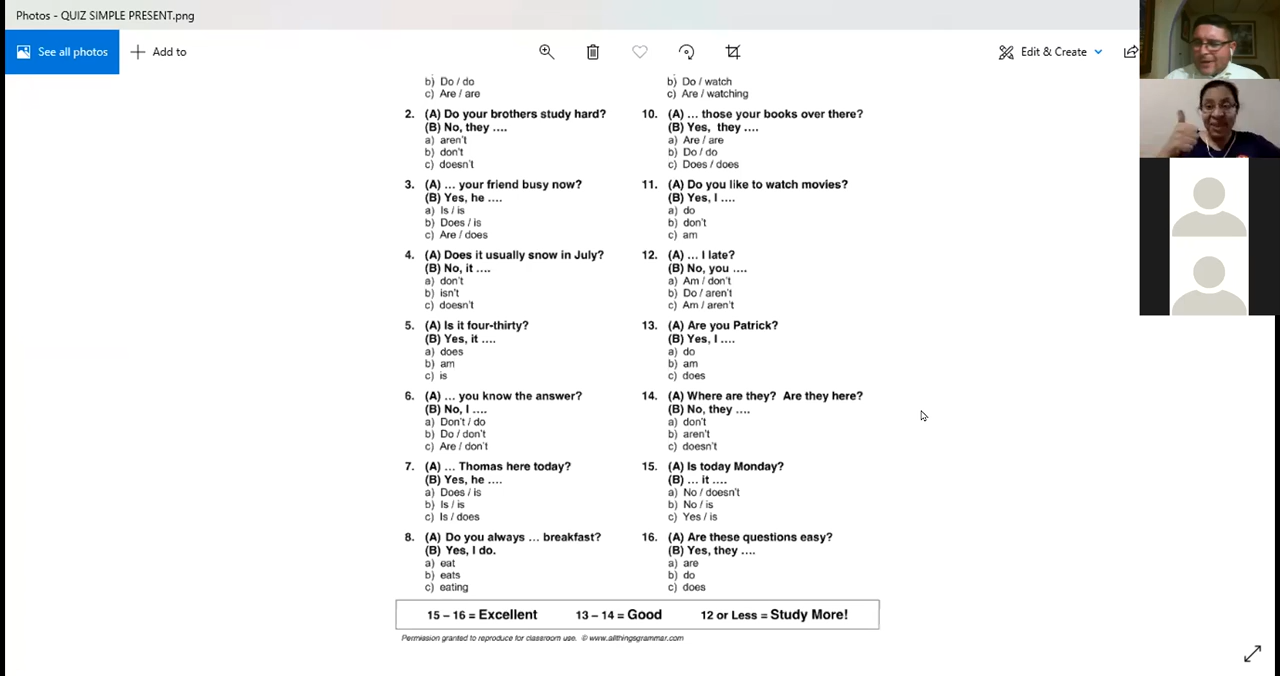 Photos - QUIZ SIMPLE PRESENT.png
See all photos
Add to
Edit & Create
b) Do / do
c) Are / are
2. (A) Do your brothers study hard?
(B) No, they ....
a) aren't
b) don't
c) doesn't
3. (A) ... your friend busy now?
(B) Yes, he ....
a) Is / is
b) Does / is
c) Are / does
4. (A) Does it usually snow in July?
(B) No, it ....
a) don't
b) isn't
c) doesn't
5. (A) Is it four-thirty?
(B) Yes, it ....
a) does
b) am
c) is
6. (A) ... you know the answer?
(B) No, I ....
a) Don't / do
b) Do / don't
c) Are / don't
7. (A) ... Thomas here today?
(B) Yes, he ....
a) Does / is
b) Is / is
c) Is / does
8. (A) Do you always ... breakfast?
(B) Yes, I do.
a) eat
b) eats
c) eating
b) Do / watch
c) Are / watching
10. (A) ... those your books over there?
(B) Yes, they ....
a) Are / are
b) Do / do
c) Does / does
11. (A) Do you like to watch movies?
(B) Yes, I ....
a) do
b) don't
c) am
12. (A) ... I late?
(B) No, you ....
a) Am / don't
b) Do / aren't
c) Am / aren't
13. (A) Are you Patrick?
(B) Yes, I ....
a) do
b) am
c) does
14. (A) Where are they? Are they here?
(B) No, they ....
a) don't
b) aren't
c) doesn't
15. (A) Is today Monday?
(B) ... it ....
a) No / doesn't
b) No / is
c) Yes / is
16. (A) Are these questions easy?
(B) Yes, they ....
a) are
b) do
c) does
15 – 16 = Excellent 13 – 14 = Good 12 or Less = Study More!
Permission granted to reproduce for classroom use. © www.allthingsgrammar.com